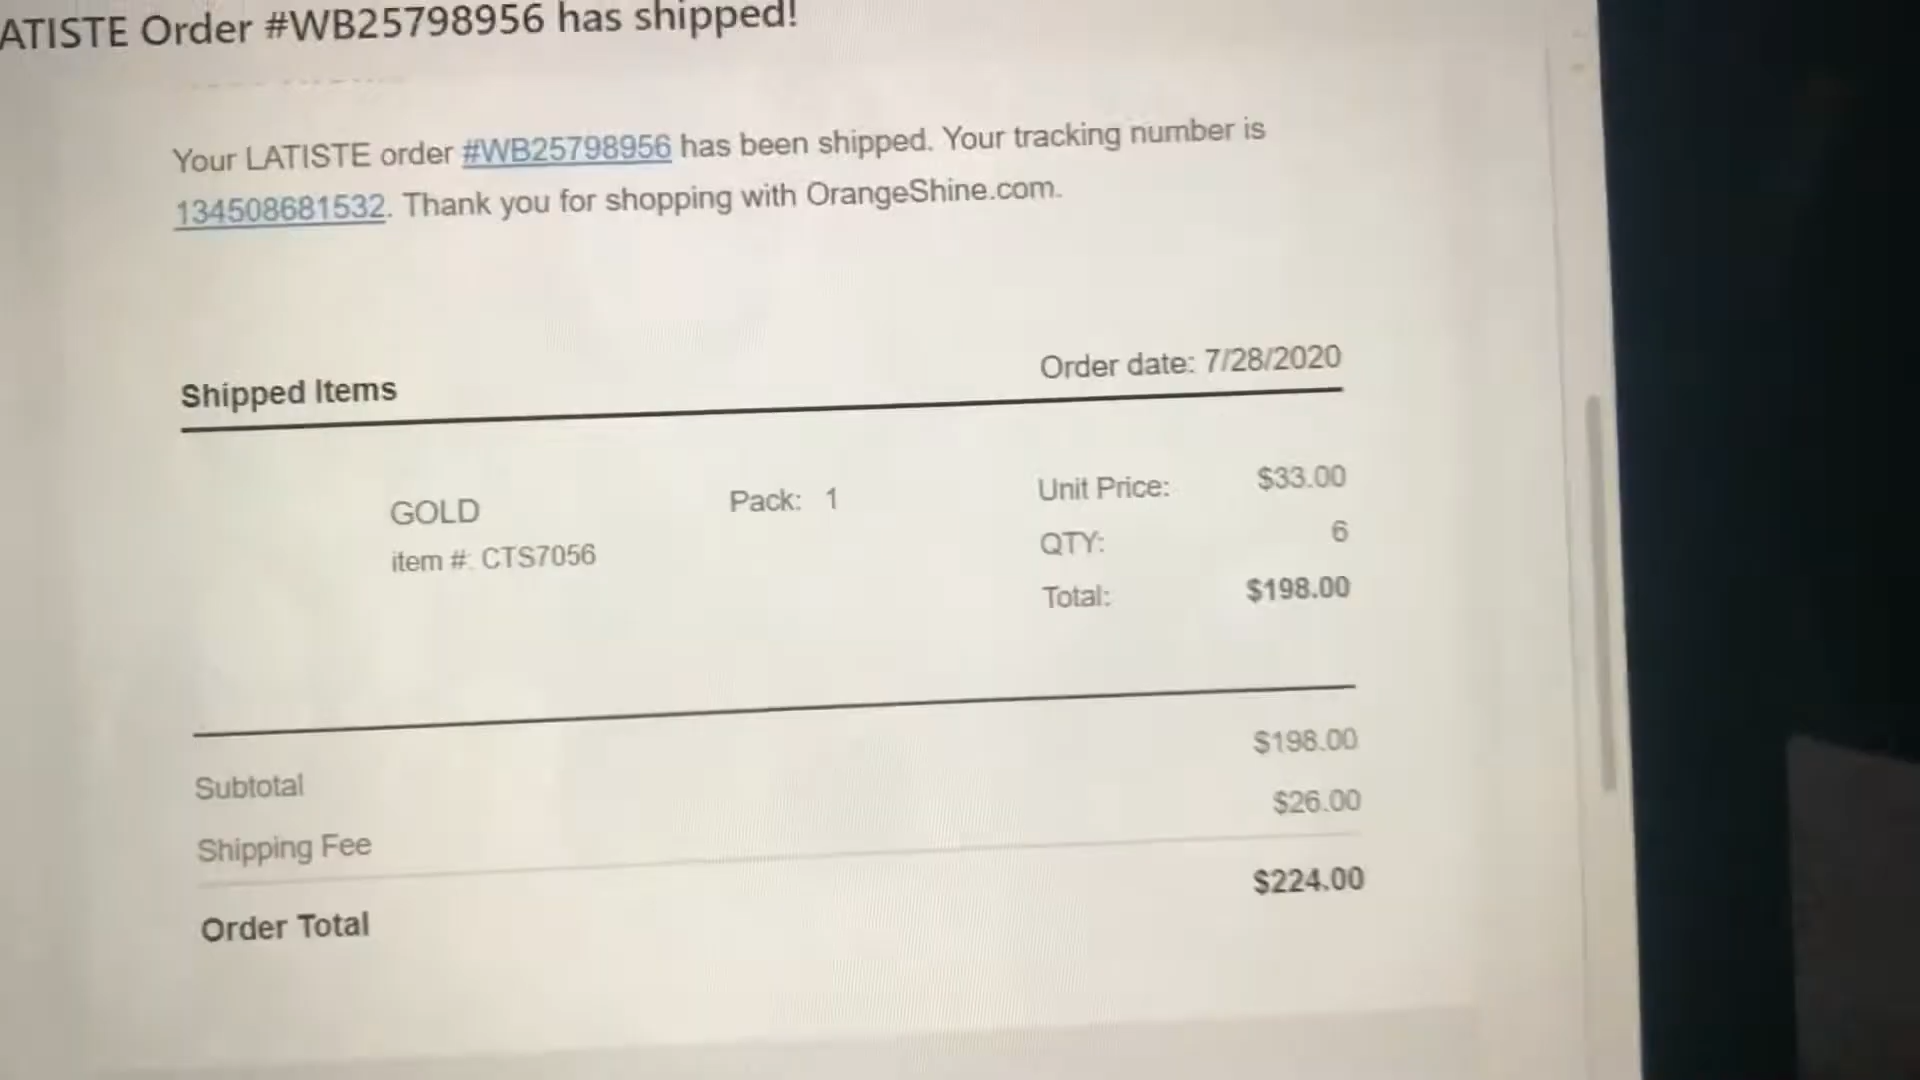 ATISTE Order #WB25798956 has shipped!
Your LATISTE order #WB25798956 has been shipped. Your tracking number is
134508681532. Thank you for shopping with OrangeShine.com.
Shipped Items Order date: 7/28/2020
GOLD Pack: 1 Unit Price: $33.00
item #: CTS7056 QTY: 6
Total: $198.00
Subtotal $198.00
Shipping Fee $26.00
Order Total $224.00